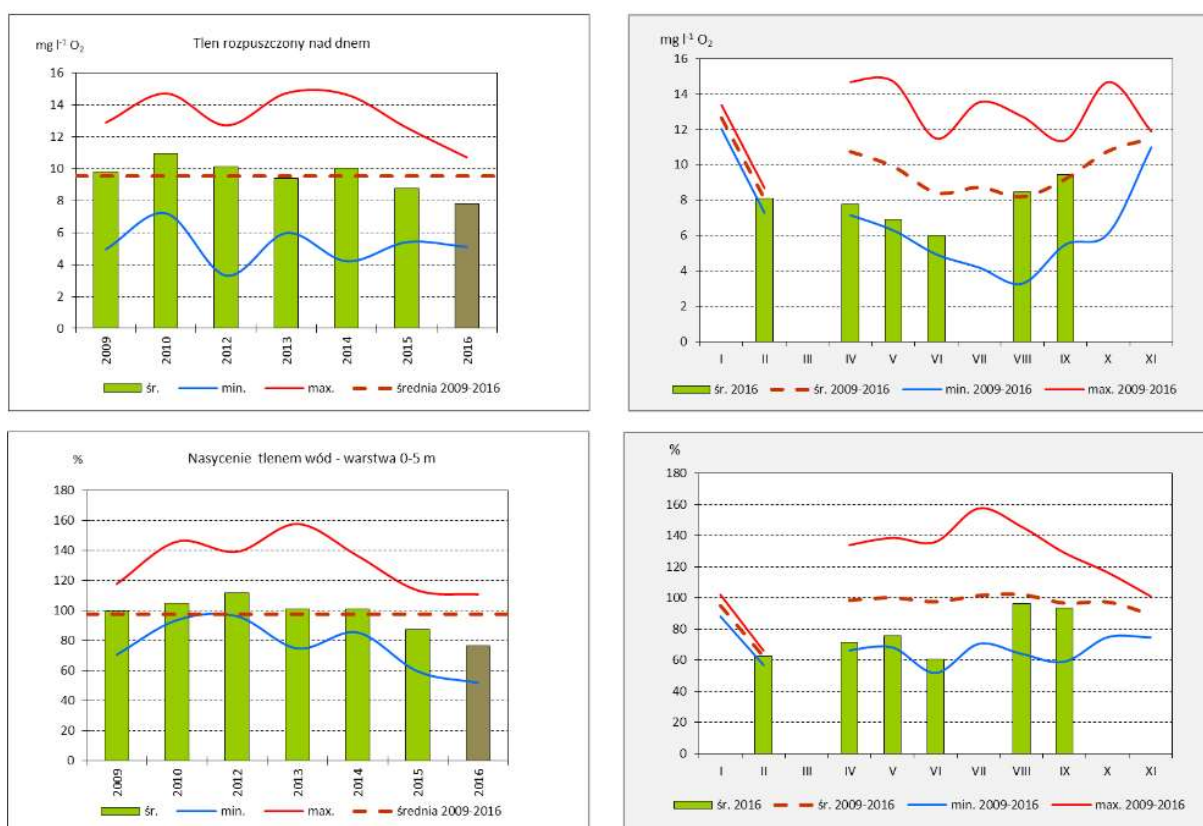 mg l⁻¹ O₂
Tlen rozpuszczony nad dnem
16
14
12
10
8
6
4
2
0
2009
2010
2012
2013
2014
2015
2016
śr.
min.
max.
średnia 2009-2016
mg l⁻¹ O₂
16
14
12
10
8
6
4
2
0
I
II
III
IV
V
VI
VII
VIII
IX
X
XI
śr. 2016
śr. 2009-2016
min. 2009-2016
max. 2009-2016
%
Nasycenie tlenem wód - warstwa 0-5 m
180
160
140
120
100
80
60
40
20
0
2009
2010
2012
2013
2014
2015
2016
śr.
min.
max.
średnia 2009-2016
%
180
160
140
120
100
80
60
40
20
0
I
II
III
IV
V
VI
VII
VIII
IX
X
XI
śr. 2016
śr. 2009-2016
min. 2009-2016
max. 2009-2016